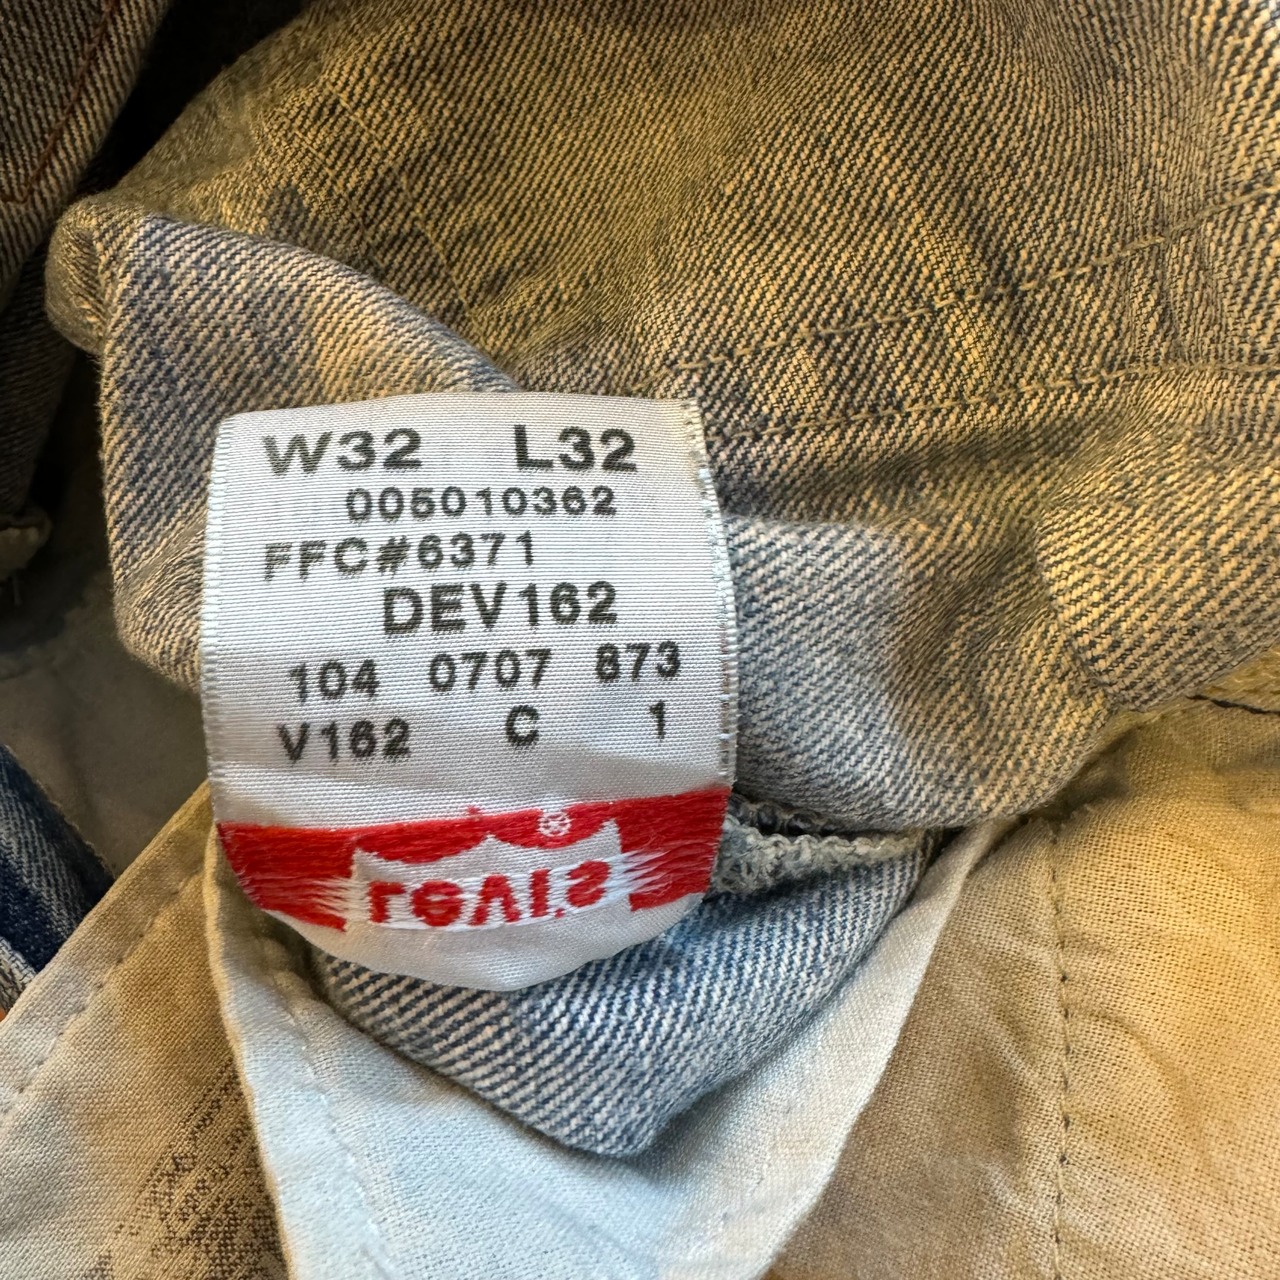 W32 L32
005010362
FFC#6371
DEV162
104 0707 873
V162 C 1
Levi's